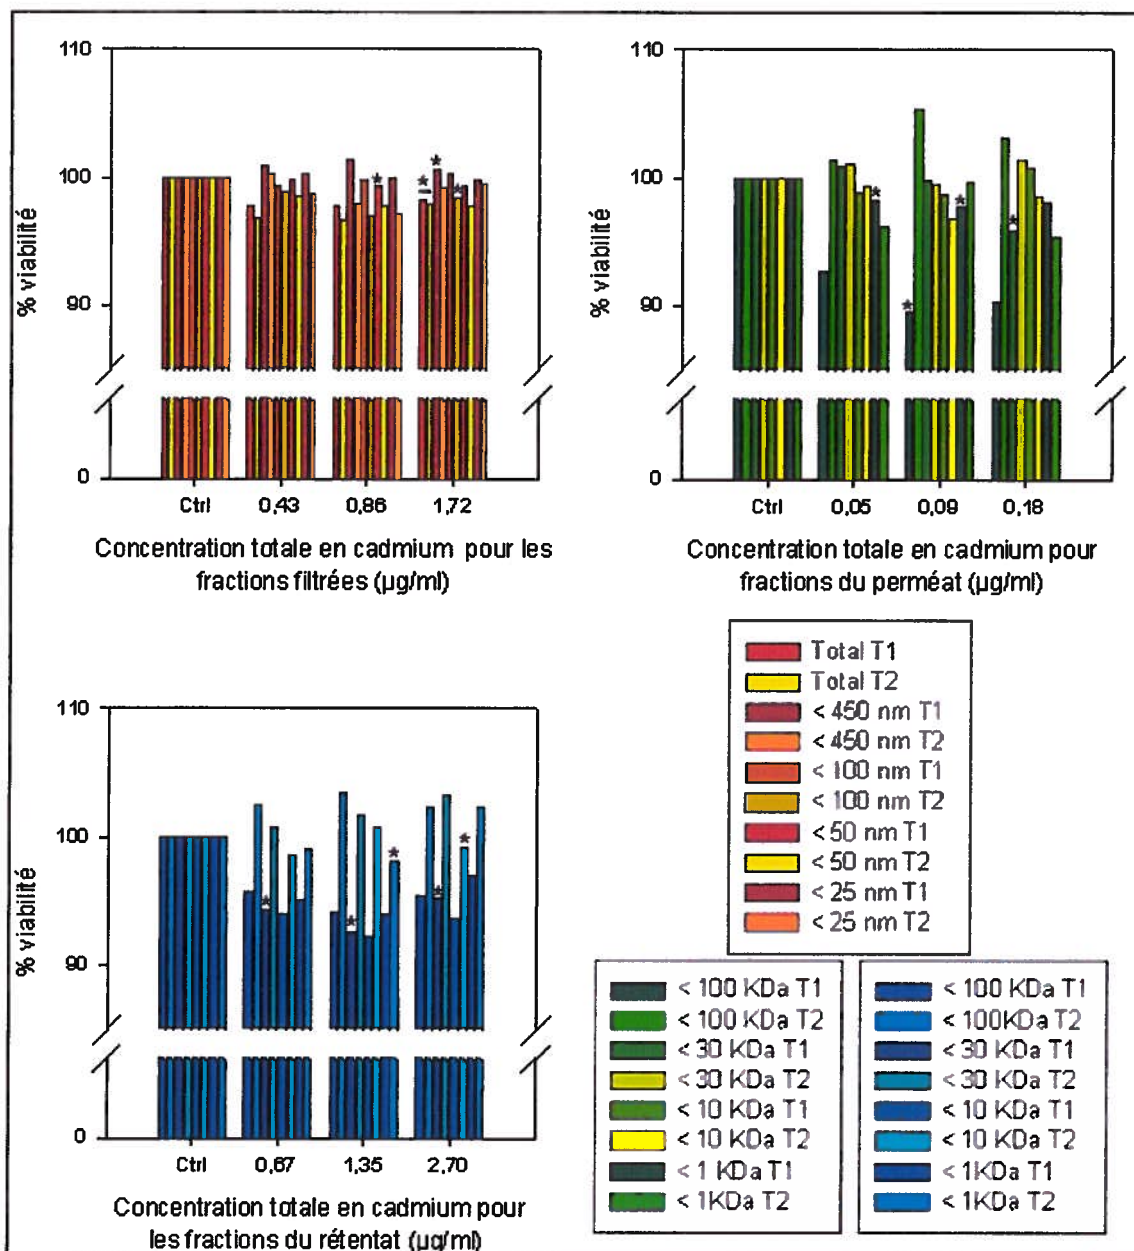 110
100
90
0
% viabilité
*
*
*
*
Ctrl
0,43
0,86
1,72
Concentration totale en cadmium pour les
fractions filtrées (µg/ml)
110
100
90
0
% viabilité
*
*
*
*
Ctrl
0,05
0,09
0,18
Concentration totale en cadmium pour
fractions du perméat (µg/ml)
110
100
90
0
% viabilité
*
*
*
*
*
Ctrl
0,67
1,35
2,70
Concentration totale en cadmium pour
les fractions du rétentat (µg/ml)
Total T1
Total T2
< 450 nm T1
< 450 nm T2
< 100 nm T1
< 100 nm T2
< 50 nm T1
< 50 nm T2
< 25 nm T1
< 25 nm T2
< 100 KDa T1
< 100 KDa T2
< 30 KDa T1
< 30 KDa T2
< 10 KDa T1
< 10 KDa T2
< 1 KDa T1
< 1KDa T2
< 100 KDa T1
< 100KDa T2
< 30 KDa T1
< 30 KDa T2
< 10 KDa T1
< 10 KDa T2
< 1KDa T1
< 1KDa T2